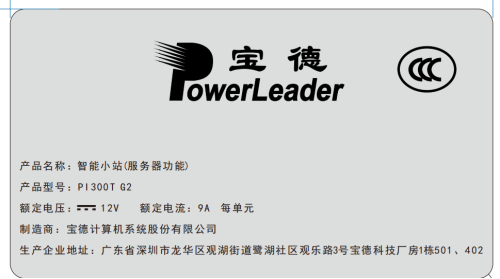 宝德
PowerLeader
CCC
产品名称：智能小站(服务器功能)
产品型号：PI300T G2
额定电压：⎓ 12V 额定电流：9A 每单元
制造商：宝德计算机系统股份有限公司
生产企业地址：广东省深圳市龙华区观湖街道鹭湖社区观乐路3号宝德科技厂房1栋501、402